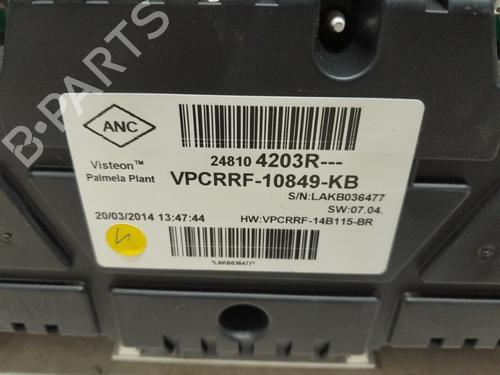 B-PARTS
ANC
Visteon™
Palmela Plant
24810 4203R---
VPCRRF-10849-KB
S/N:LAKB036477
SW:07.04.
20/03/2014 13:47:44
HW:VPCRRF-14B115-BR
*LAKB036477*